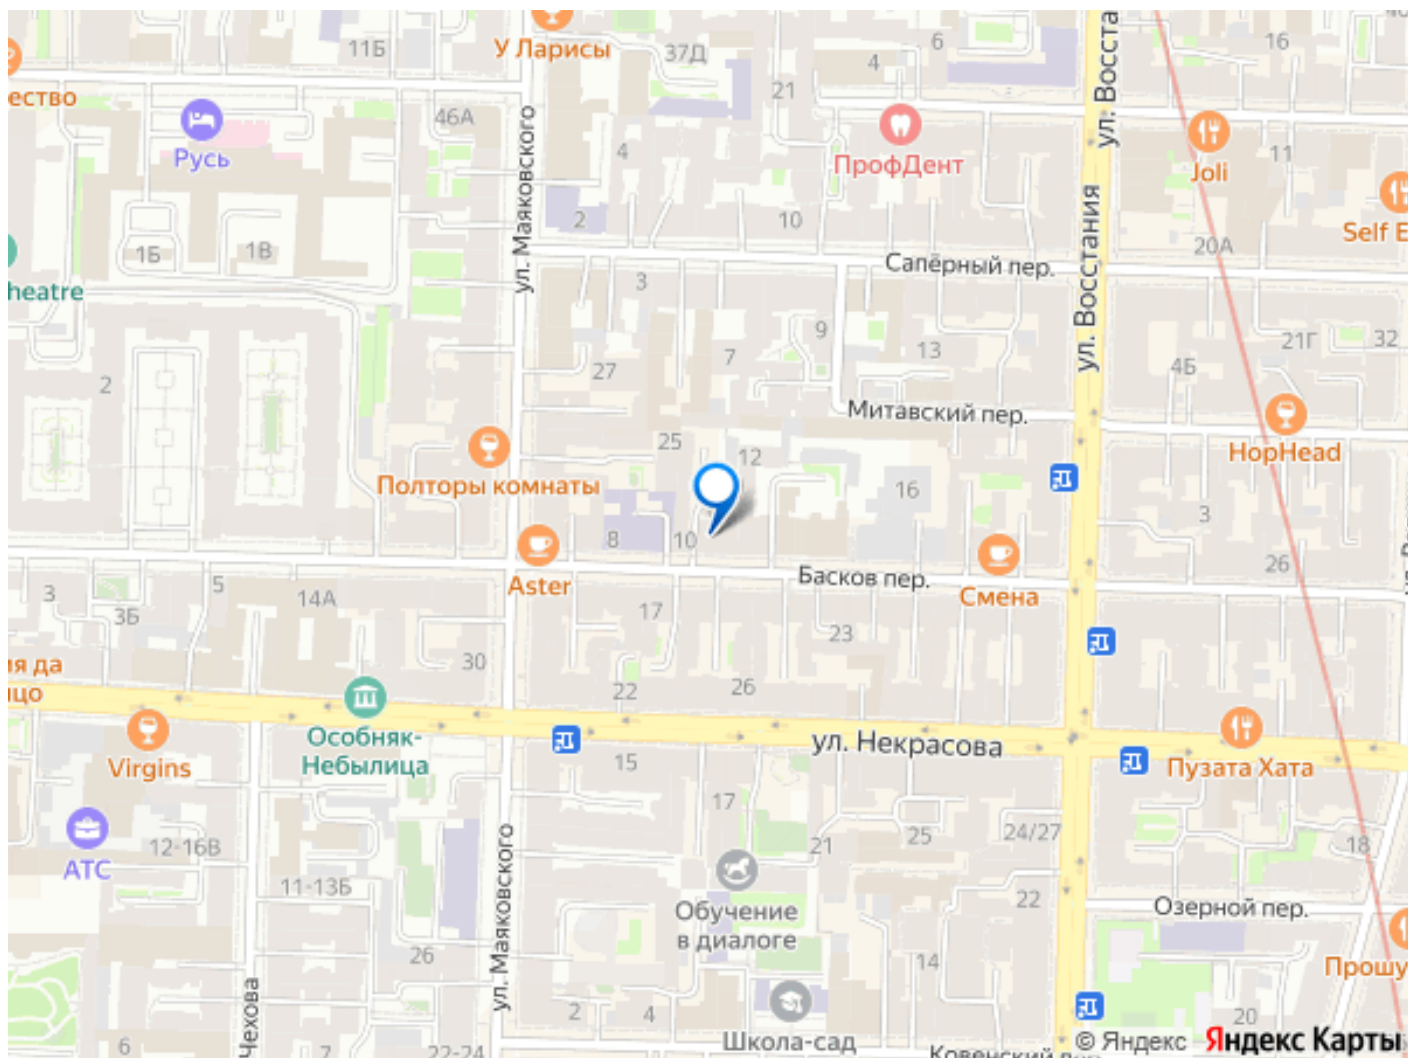 11Б
У Ларисы
37Д
4
6
16
ество
21
46А
Русь
ул. Маяковского
4
ПрофДент
ул. Восста
Joli
11
2
10
Self E
1Б
1В
20А
Сапёрный пер.
heatre
3
ул. Восстания
9
7
13
21Г
32
2
27
4Б
Митавский пер.
25
12
HopHead
Полторы комнаты
16
3
8
10
Aster
Басков пер.
Смена
26
3
3Б
5
14А
17
23
30
22
26
ия да
цо
Особняк-
Небылица
ул. Некрасова
Virgins
15
Пузата Хата
17
12-16В
21
25
24/27
18
АТС
11-13Б
ул. Маяковского
22
Обучение
в диалоге
Озерной пер.
26
14
Прошу
Чехова
2
4
20
6
7
22-24
Школа-сад
© Яндекс
Яндекс Карты